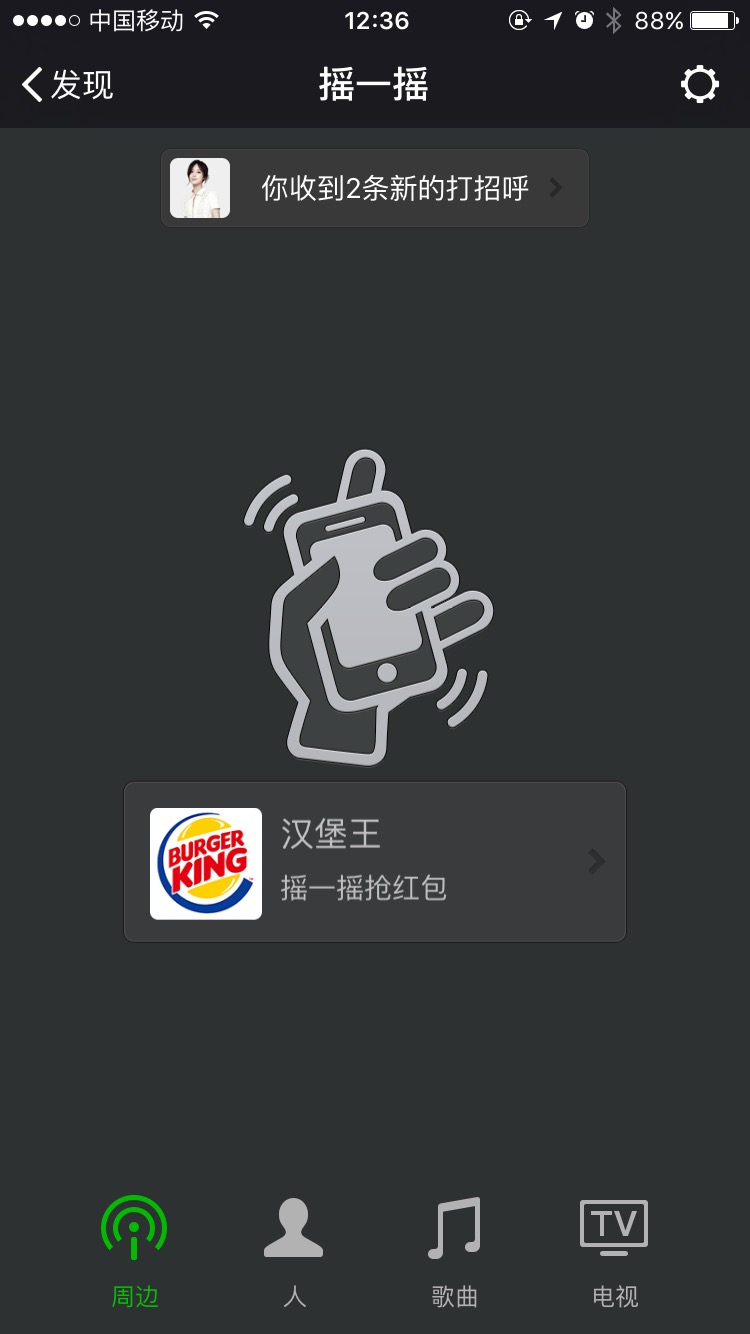 中国移动 12:36 88%
发现 摇一摇
你收到2条新的打招呼
BURGER
KING
汉堡王
摇一摇抢红包
TV
周边 人 歌曲 电视